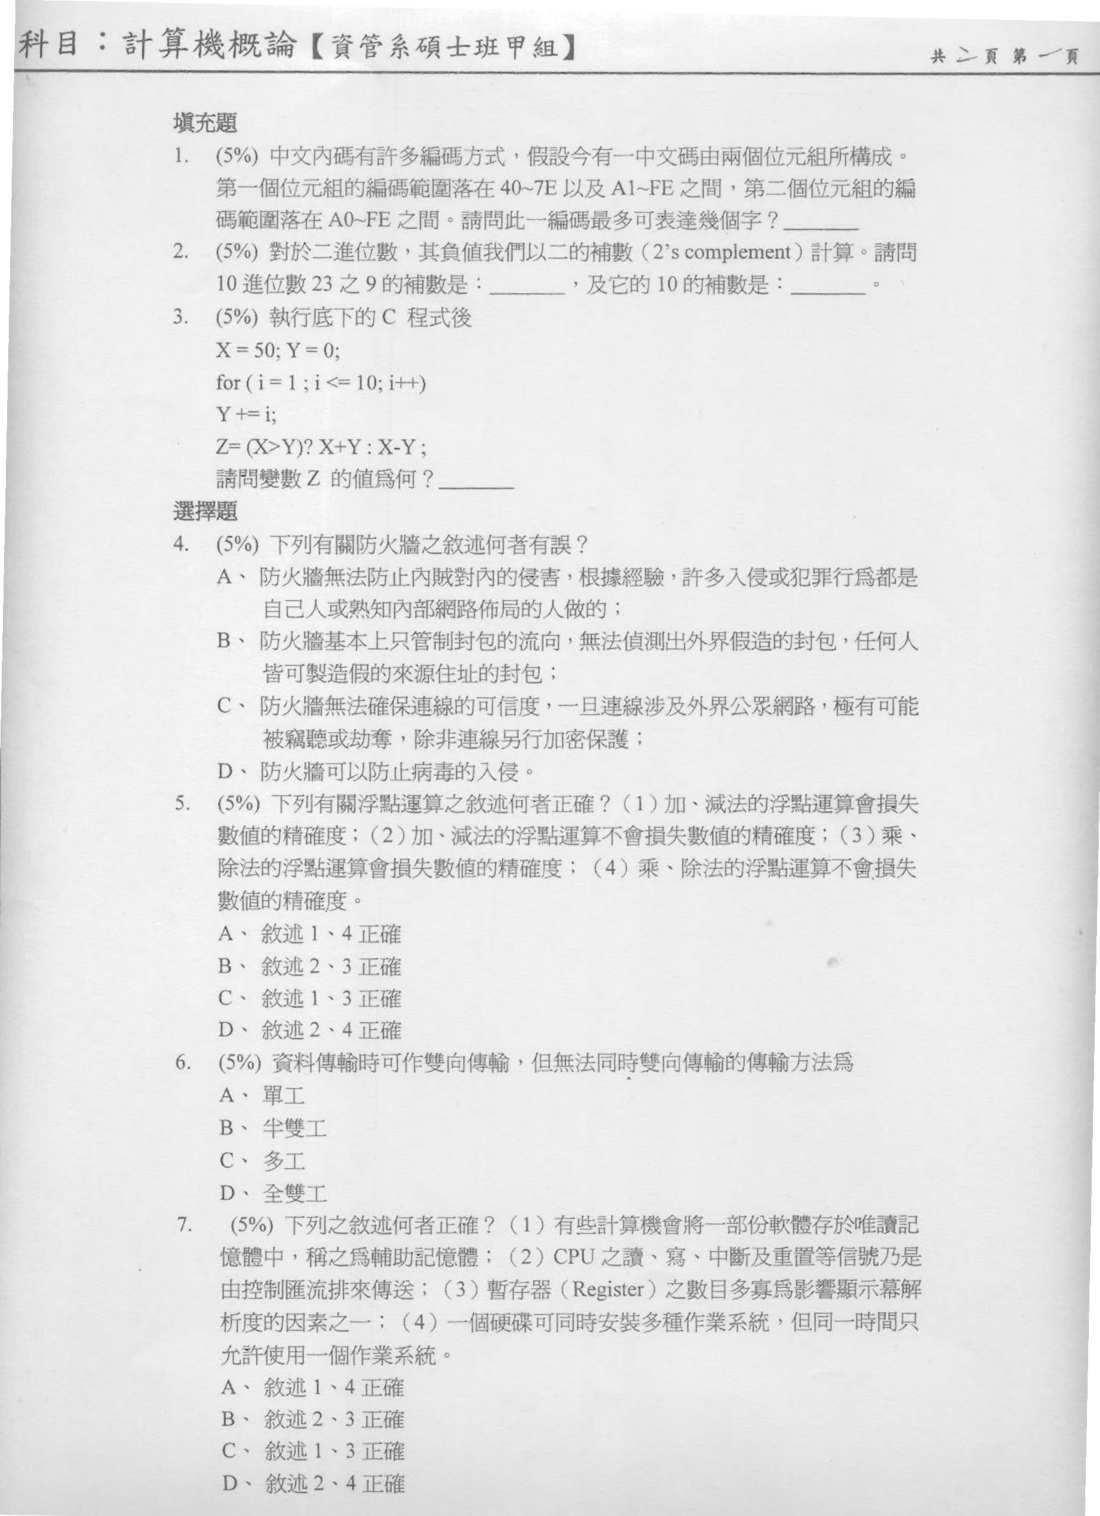 科目：計算機概論【資管系碩士班甲組】
共二頁 第一頁
填充題
1. (5%) 中文內碼有許多編碼方式，假設今有一中文碼由兩個位元組所構成。
第一個位元組的編碼範圍落在 40~7E 以及 A1~FE 之間，第二個位元組的編
碼範圍落在 A0~FE 之間。請問此一編碼最多可表達幾個字？_______
2. (5%) 對於二進位數，其負值我們以二的補數（2's complement）計算。請問
10 進位數 23 之 9 的補數是：_______，及它的 10 的補數是：_______。
3. (5%) 執行底下的 C 程式後
X = 50; Y = 0;
for ( i = 1 ; i <= 10; i++)
Y += i;
Z= (X>Y)? X+Y : X-Y ;
請問變數 Z 的值為何？_______
選擇題
4. (5%) 下列有關防火牆之敘述何者有誤？
A、 防火牆無法防止內賊對內的侵害，根據經驗，許多入侵或犯罪行為都是
自己人或熟知內部網路佈局的人做的；
B、 防火牆基本上只管制封包的流向，無法偵測出外界假造的封包，任何人
皆可製造假的來源住址的封包；
C、 防火牆無法確保連線的可信度，一旦連線涉及外界公眾網路，極有可能
被竊聽或劫奪，除非連線另行加密保護；
D、 防火牆可以防止病毒的入侵。
5. (5%) 下列有關浮點運算之敘述何者正確？（1）加、減法的浮點運算會損失
數值的精確度；（2）加、減法的浮點運算不會損失數值的精確度；（3）乘、
除法的浮點運算會損失數值的精確度；（4）乘、除法的浮點運算不會損失
數值的精確度。
A、 敘述 1、4 正確
B、 敘述 2、3 正確
C、 敘述 1、3 正確
D、 敘述 2、4 正確
6. (5%) 資料傳輸時可作雙向傳輸，但無法同時雙向傳輸的傳輸方法為
A、 單工
B、 半雙工
C、 多工
D、 全雙工
7. (5%) 下列之敘述何者正確？（1）有些計算機會將一部份軟體存於唯讀記
憶體中，稱之為輔助記憶體；（2）CPU 之讀、寫、中斷及重置等信號乃是
由控制匯流排來傳送；（3）暫存器（Register）之數目多寡為影響顯示幕解
析度的因素之一；（4）一個硬碟可同時安裝多種作業系統，但同一時間只
允許使用一個作業系統。
A、 敘述 1、4 正確
B、 敘述 2、3 正確
C、 敘述 1、3 正確
D、 敘述 2、4 正確